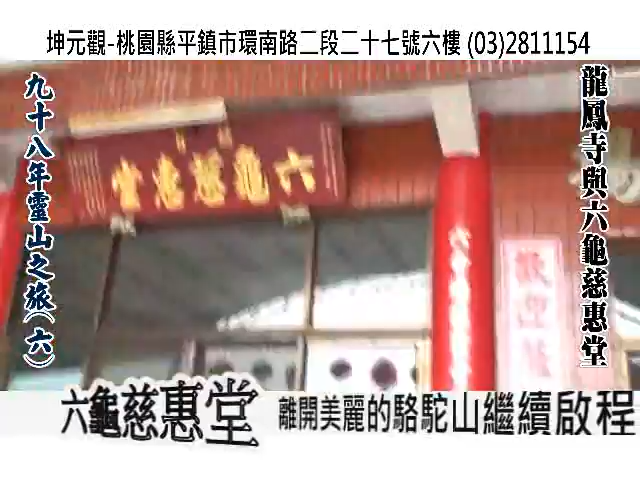 坤元觀-桃園縣平鎮市環南路二段二十七號六樓 (03)2811154
九十八年靈山之旅(六)
龍鳳寺與六龜慈惠堂
六龜慈惠堂
歡迎
六龜慈惠堂
離開美麗的駱駝山繼續啟程